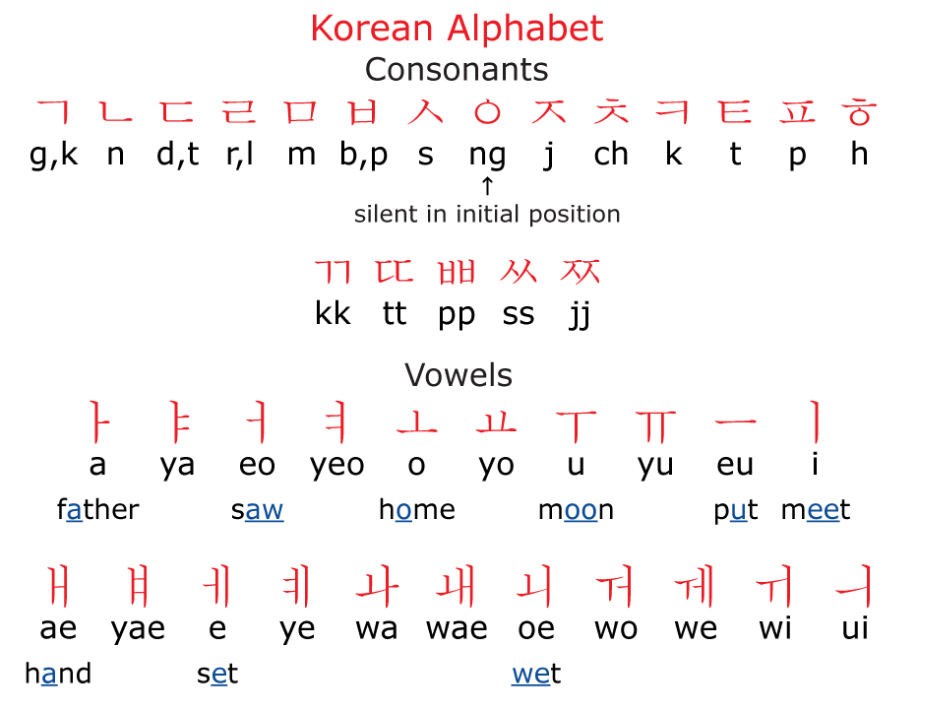 Korean Alphabet
Consonants
ㄱ ㄴ ㄷ ㄹ ㅁ ㅂ ㅅ ㅇ ㅈ ㅊ ㅋ ㅌ ㅍ ㅎ
g,k n d,t r,l m b,p s ng j ch k t p h
↑
silent in initial position
ㄲ ㄸ ㅃ ㅆ ㅉ
kk tt pp ss jj
Vowels
ㅏ ㅑ ㅓ ㅕ ㅗ ㅛ ㅜ ㅠ ㅡ ㅣ
a ya eo yeo o yo u yu eu i
father saw home moon put meet
ㅐ ㅒ ㅔ ㅖ ㅘ ㅙ ㅚ ㅝ ㅞ ㅟ ㅢ
ae yae e ye wa wae oe wo we wi ui
hand set wet